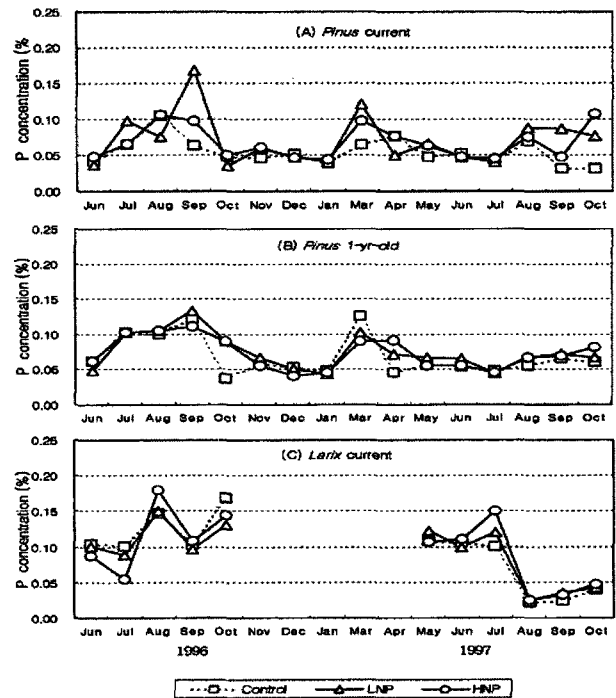 0.25
(A) Pinus current
0.20
0.15
0.10
0.05
0.00
P concentration (%
Jun Jul Aug Sep Oct Nov Dec Jan Mar Apr May Jun Jul Aug Sep Oct
0.25
(B) Pinus 1-yr-old
0.20
0.15
0.10
0.05
0.00
P concentration (%)
Jun Jul Aug Sep Oct Nov Dec Jan Mar Apr May Jun Jul Aug Sep Oct
0.25
(C) Larix current
0.20
0.15
0.10
0.05
0.00
P concentration (%)
Jun Jul Aug Sep Oct Nov Dec Jan Mar Apr May Jun Jul Aug Sep Oct
1996 1997
Control LNP HNP